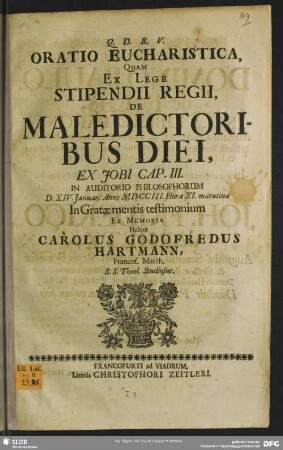 Q. D. B. V.
ORATIO EUCHARISTICA,
QUAM
EX LEGE
STIPENDII REGII,
DE
MALEDICTORI-
BUS DIEI,
EX JOBI CAP. III.
IN AUDITORIO PHILOSOPHORUM
D. XIV. Januar. Anno MDCCIII. Hora XI. matutina
In Gratæ mentis testimonium
EX MEMORIA
Habuit
CAROLUS GODOFREDUS
HARTMANN,
Francof. March.
S. S. Theol. Studiosus.
FRANCOFURTI ad VIADRUM,
Literis CHRISTOPHORI ZEITLERI.
SLUB
DFG